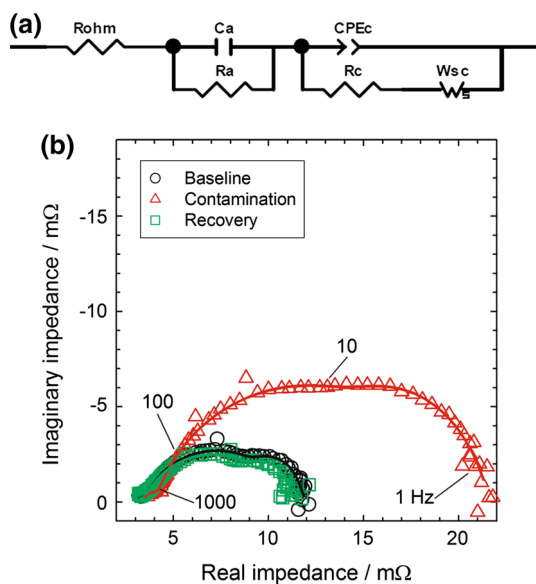 (a)
Rohm
Ca
Ra
CPEc
Rc
Wsc
s
(b)
Baseline
Contamination
Recovery
-15
-10
-5
0
Imaginary impedance / mΩ
100
1000
10
1 Hz
5
10
15
20
Real impedance / mΩ